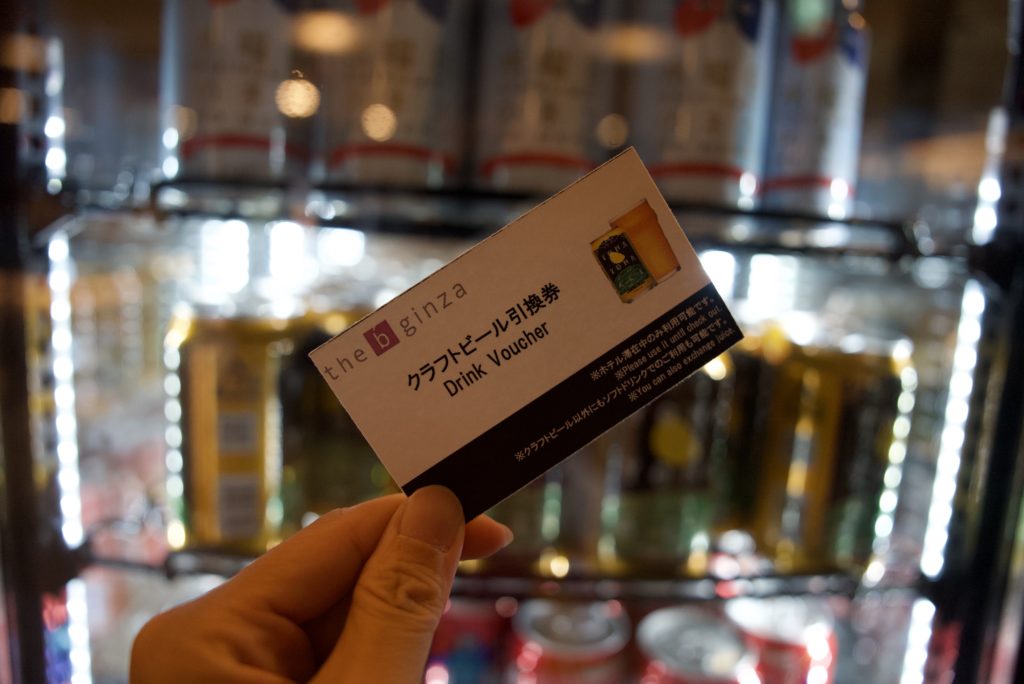 the b ginza
クラフトビール引換券
Drink Voucher
※ホテル滞在中のみ利用可能です。
※Please use it until check out.
※クラフトビール以外にもソフトドリンクでのご利用も可能です。
※You can also exchange juice